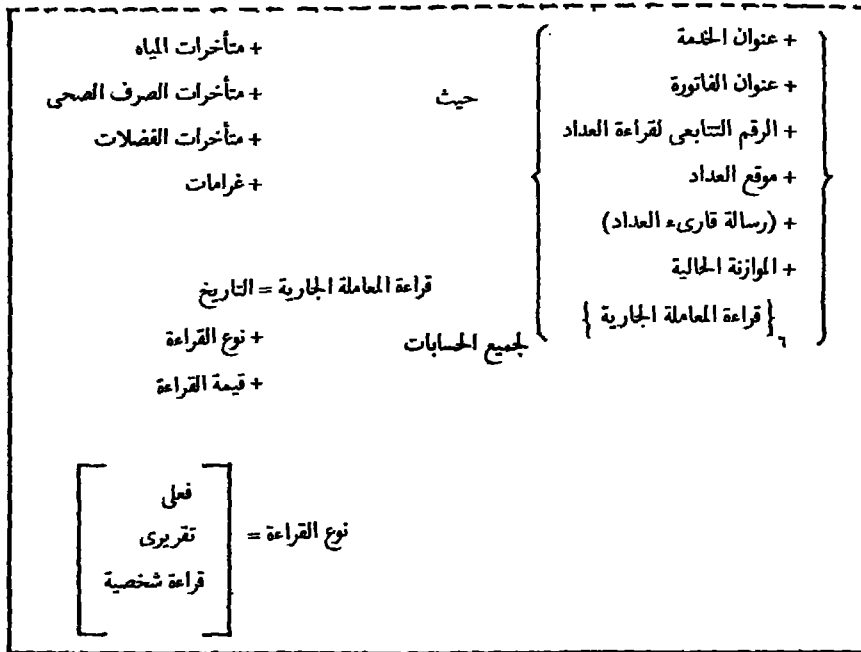 + عنوان الخدمة
+ عنوان الفاتورة
+ الرقم التتابعى لقراءة العداد
+ موقع العداد
+ (رسالة قارىء العداد)
+ الموازنة الحالية
{ قراءة المعاملة الجارية } ٦
لجميع الحسابات
حيث
+ متأخرات المياه
+ متأخرات الصرف الصحى
+ متأخرات الفضلات
+ غرامات
قراءة المعاملة الجارية = التاريخ
+ نوع القراءة
+ قيمة القراءة
نوع القراءة =
فعلى
تقريرى
قراءة شخصية